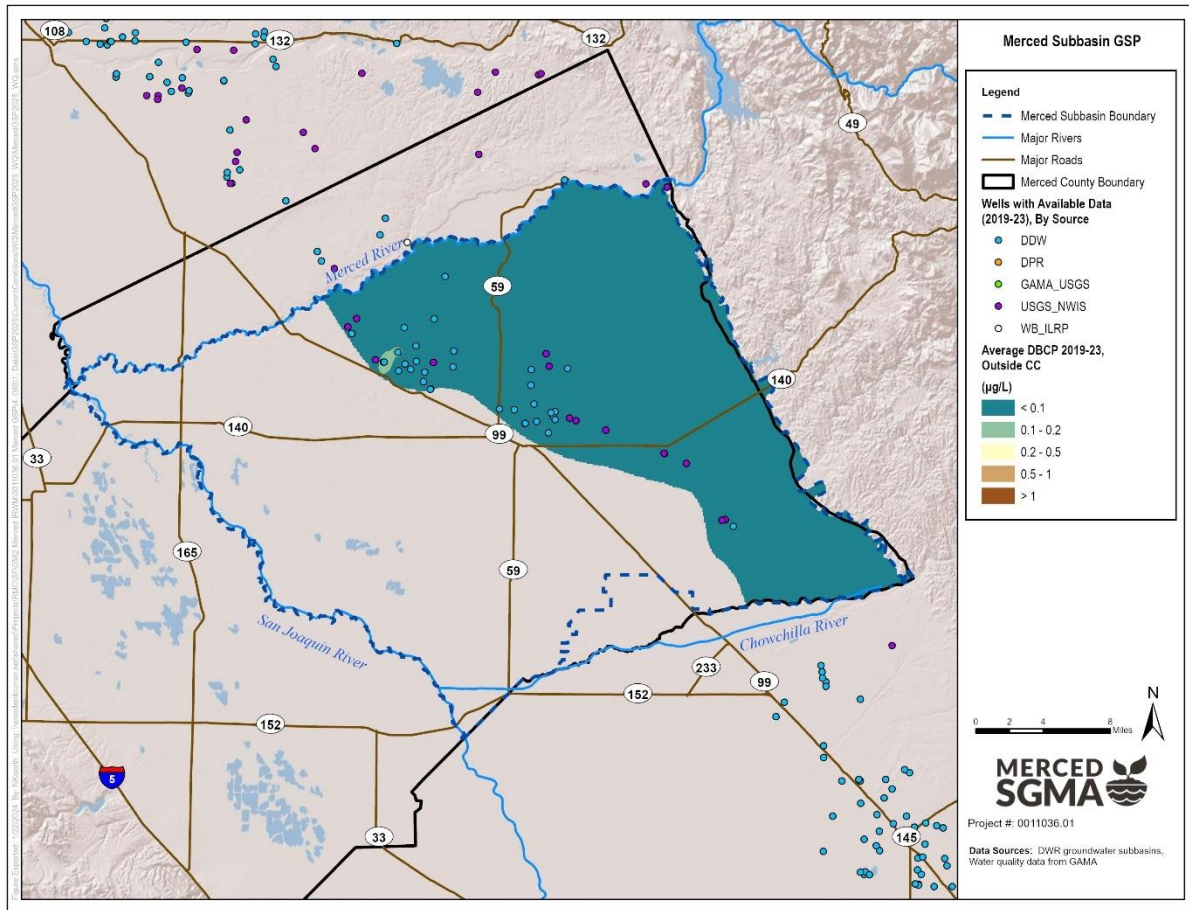 108
132
132
49
Merced River
59
140
140
99
33
165
59
San Joaquin River
Chowchilla River
233
99
152
152
5
33
145
Merced Subbasin GSP
Legend
Merced Subbasin Boundary
Major Rivers
Major Roads
Merced County Boundary
Wells with Available Data
(2019-23), By Source
DDW
DPR
GAMA_USGS
USGS_NWIS
WB_ILRP
Average DBCP 2019-23,
Outside CC
(µg/L)
< 0.1
0.1 - 0.2
0.2 - 0.5
0.5 - 1
> 1
N
0 2 4 8
Miles
MERCED
SGMA
Project #: 0011036.01
Data Sources: DWR groundwater subbasins,
Water quality data from GAMA